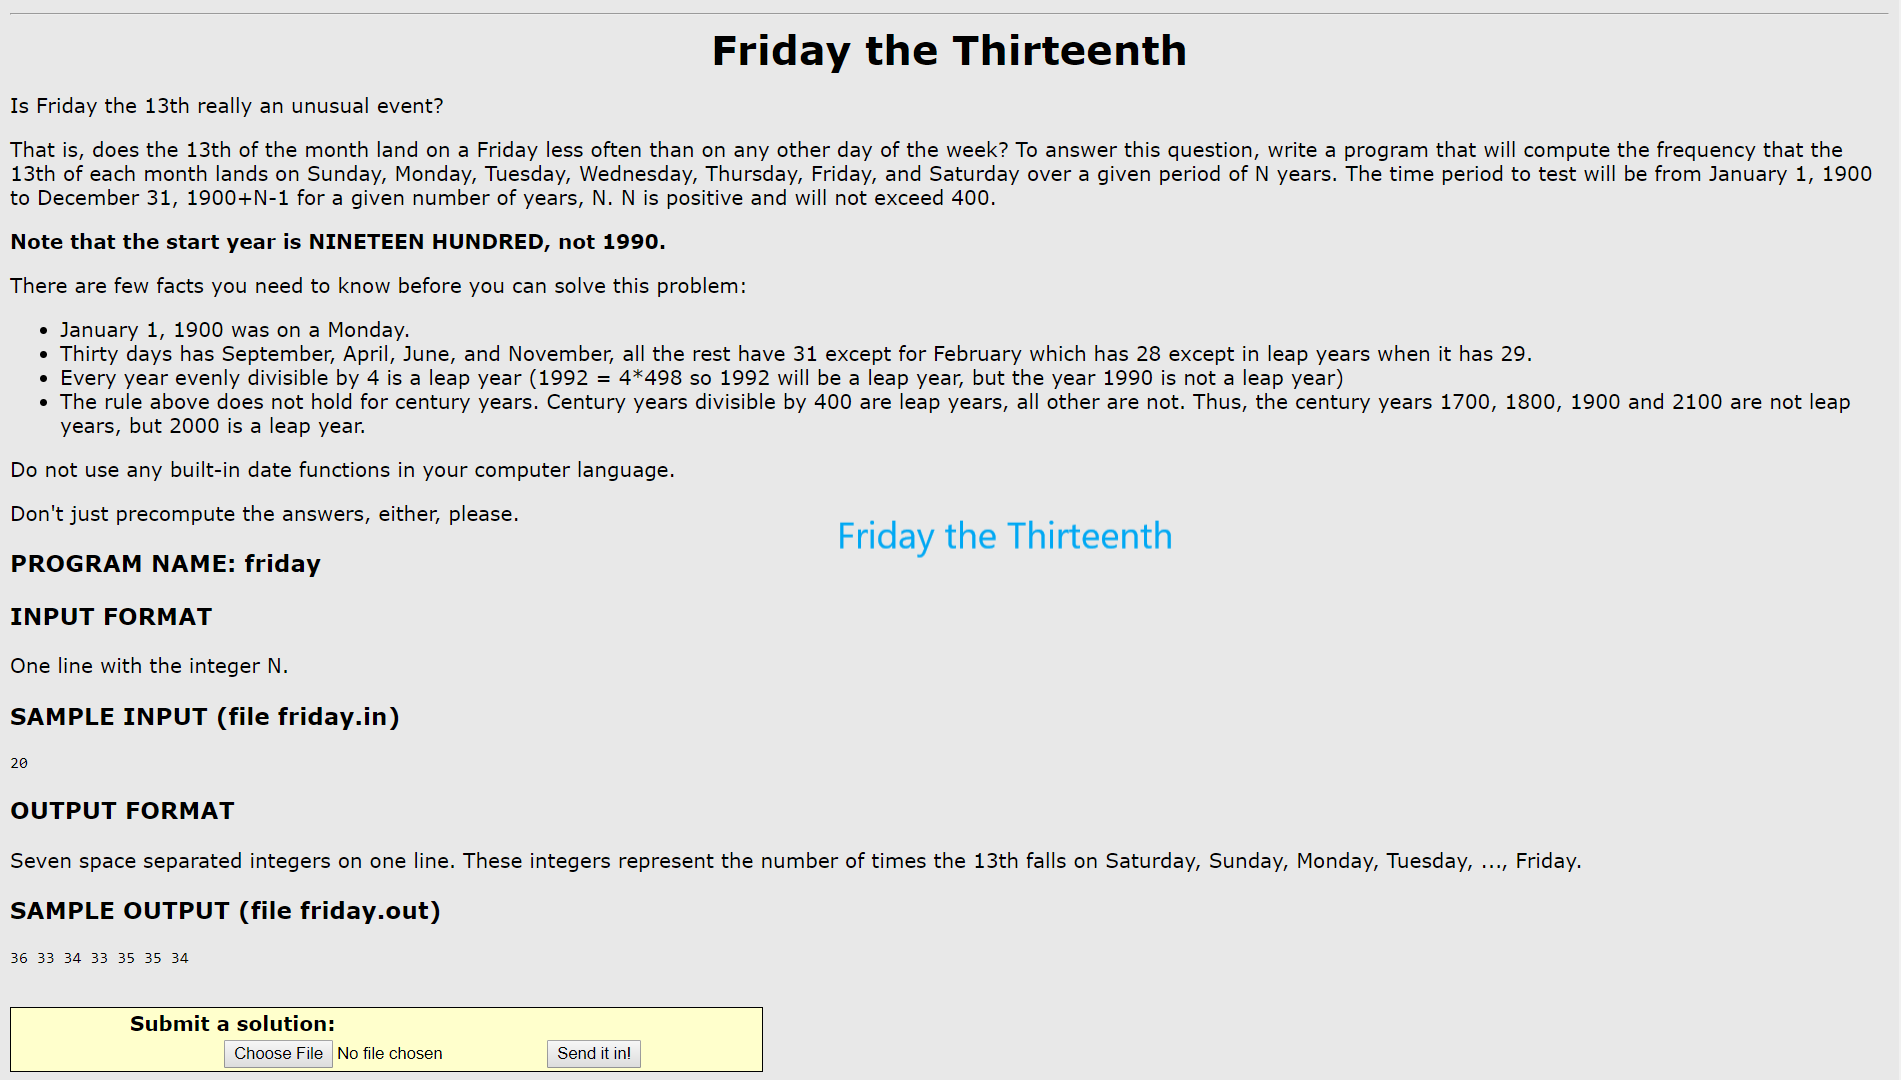 Friday the Thirteenth
Is Friday the 13th really an unusual event?
That is, does the 13th of the month land on a Friday less often than on any other day of the week? To answer this question, write a program that will compute the frequency that the
13th of each month lands on Sunday, Monday, Tuesday, Wednesday, Thursday, Friday, and Saturday over a given period of N years. The time period to test will be from January 1, 1900
to December 31, 1900+N-1 for a given number of years, N. N is positive and will not exceed 400.
Note that the start year is NINETEEN HUNDRED, not 1990.
There are few facts you need to know before you can solve this problem:
• January 1, 1900 was on a Monday.
• Thirty days has September, April, June, and November, all the rest have 31 except for February which has 28 except in leap years when it has 29.
• Every year evenly divisible by 4 is a leap year (1992 = 4*498 so 1992 will be a leap year, but the year 1990 is not a leap year)
• The rule above does not hold for century years. Century years divisible by 400 are leap years, all other are not. Thus, the century years 1700, 1800, 1900 and 2100 are not leap
years, but 2000 is a leap year.
Do not use any built-in date functions in your computer language.
Don't just precompute the answers, either, please.
Friday the Thirteenth
PROGRAM NAME: friday
INPUT FORMAT
One line with the integer N.
SAMPLE INPUT (file friday.in)
20
OUTPUT FORMAT
Seven space separated integers on one line. These integers represent the number of times the 13th falls on Saturday, Sunday, Monday, Tuesday, ..., Friday.
SAMPLE OUTPUT (file friday.out)
36 33 34 33 35 35 34
Submit a solution:
Choose File No file chosen Send it in!